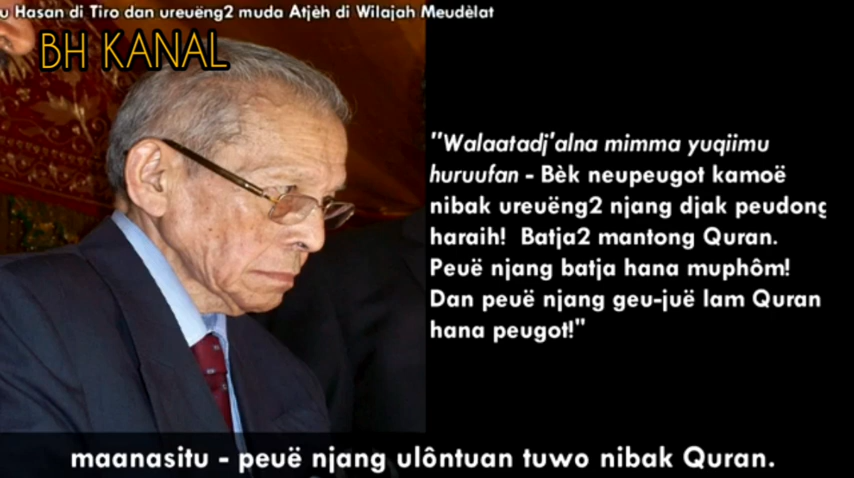 u Hasan di Tiro dan ureuëng2 muda Atjèh di Wilajah Meudèlat
BH KANAL
"Walaatadj'alna mimma yuqiimu
huruufan - Bèk neupeugot kamoë
nibak ureuëng2 njang djak peudong
haraih! Batja2 mantong Quran.
Peuë njang batja hana muphôm!
Dan peuë njang geu-juë lam Quran
hana peugot!"
maanasitu - peuë njang ulôntuan tuwo nibak Quran.